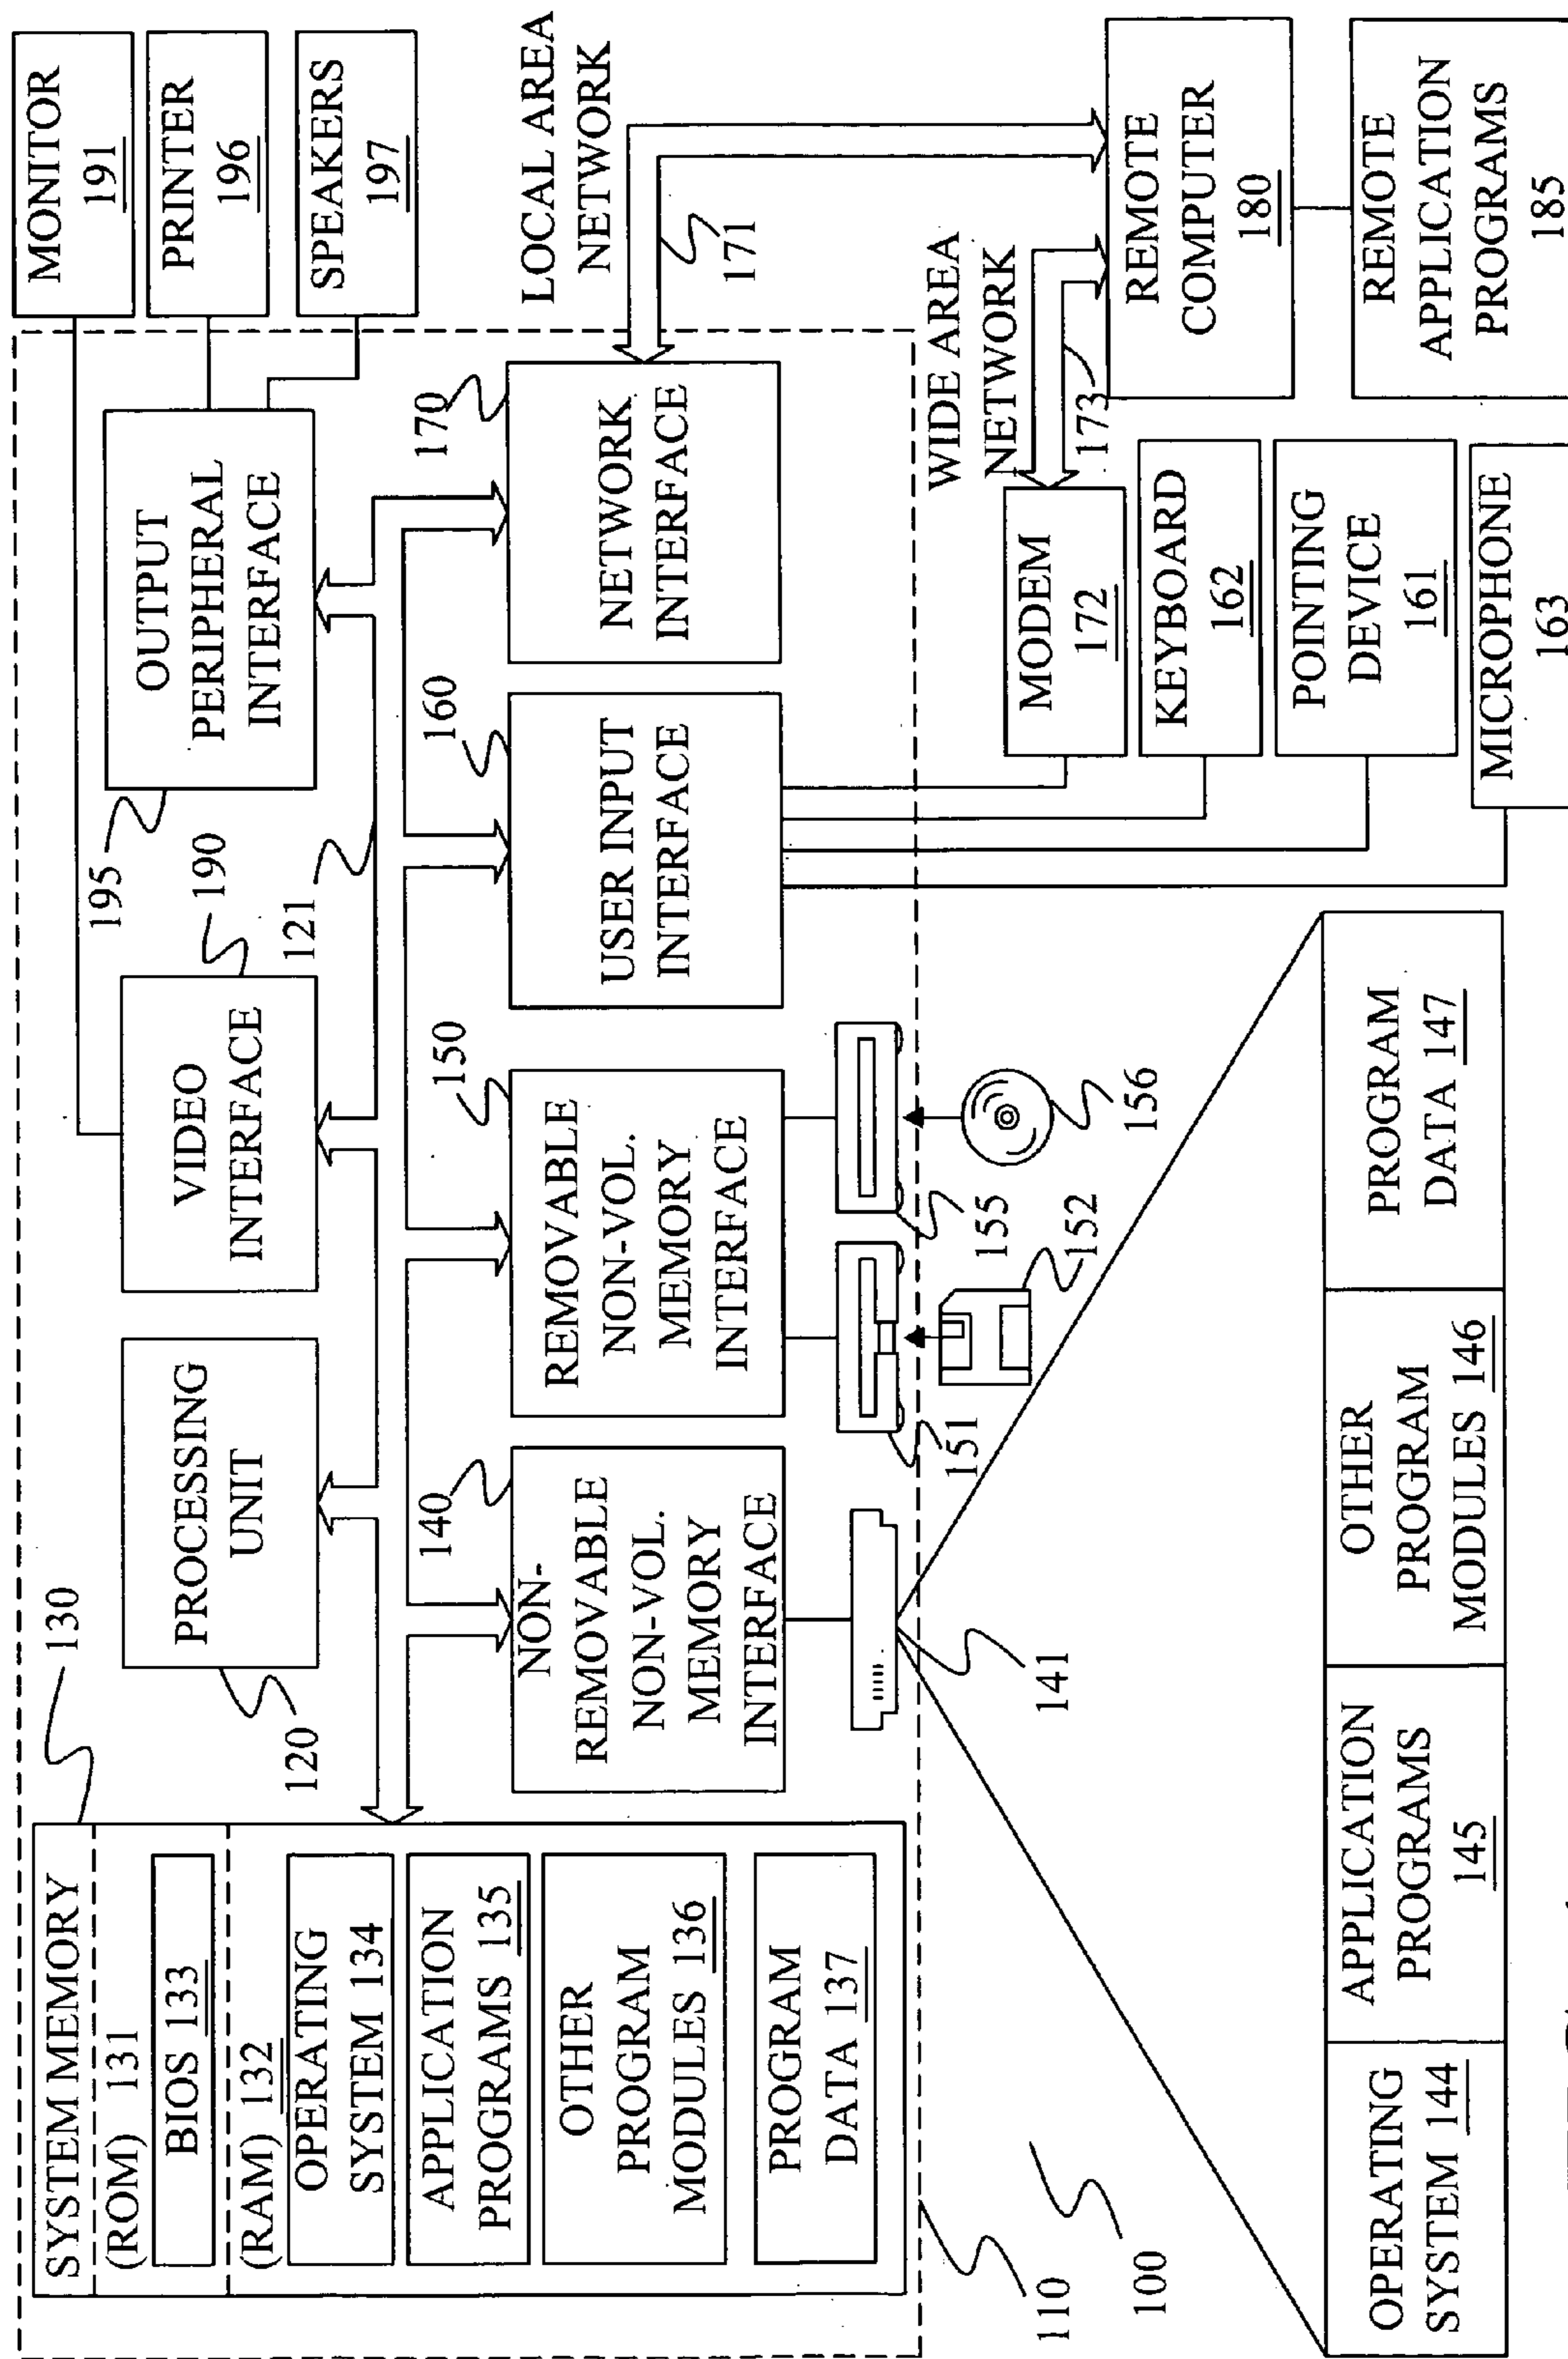 SYSTEM MEMORY
(ROM) 131
BIOS 133
(RAM) 132
OPERATING
SYSTEM 134
APPLICATION
PROGRAMS 135
OTHER
PROGRAM
MODULES 136
PROGRAM
DATA 137
130
PROCESSING
UNIT
120
VIDEO
INTERFACE
190
121
OUTPUT
PERIPHERAL
INTERFACE
195
MONITOR
191
PRINTER
196
SPEAKERS
197
140
NON-
REMOVABLE
NON-VOL.
MEMORY
INTERFACE
150
REMOVABLE
NON-VOL.
MEMORY
INTERFACE
160
USER INPUT
INTERFACE
170
NETWORK
INTERFACE
LOCAL AREA
NETWORK
171
141
151
152
155
156
WIDE AREA
NETWORK
173
MODEM
172
KEYBOARD
162
POINTING
DEVICE
161
MICROPHONE
163
REMOTE
COMPUTER
180
REMOTE
APPLICATION
PROGRAMS
185
110
100
OPERATING
SYSTEM 144
APPLICATION
PROGRAMS
145
OTHER
PROGRAM
MODULES 146
PROGRAM
DATA 147